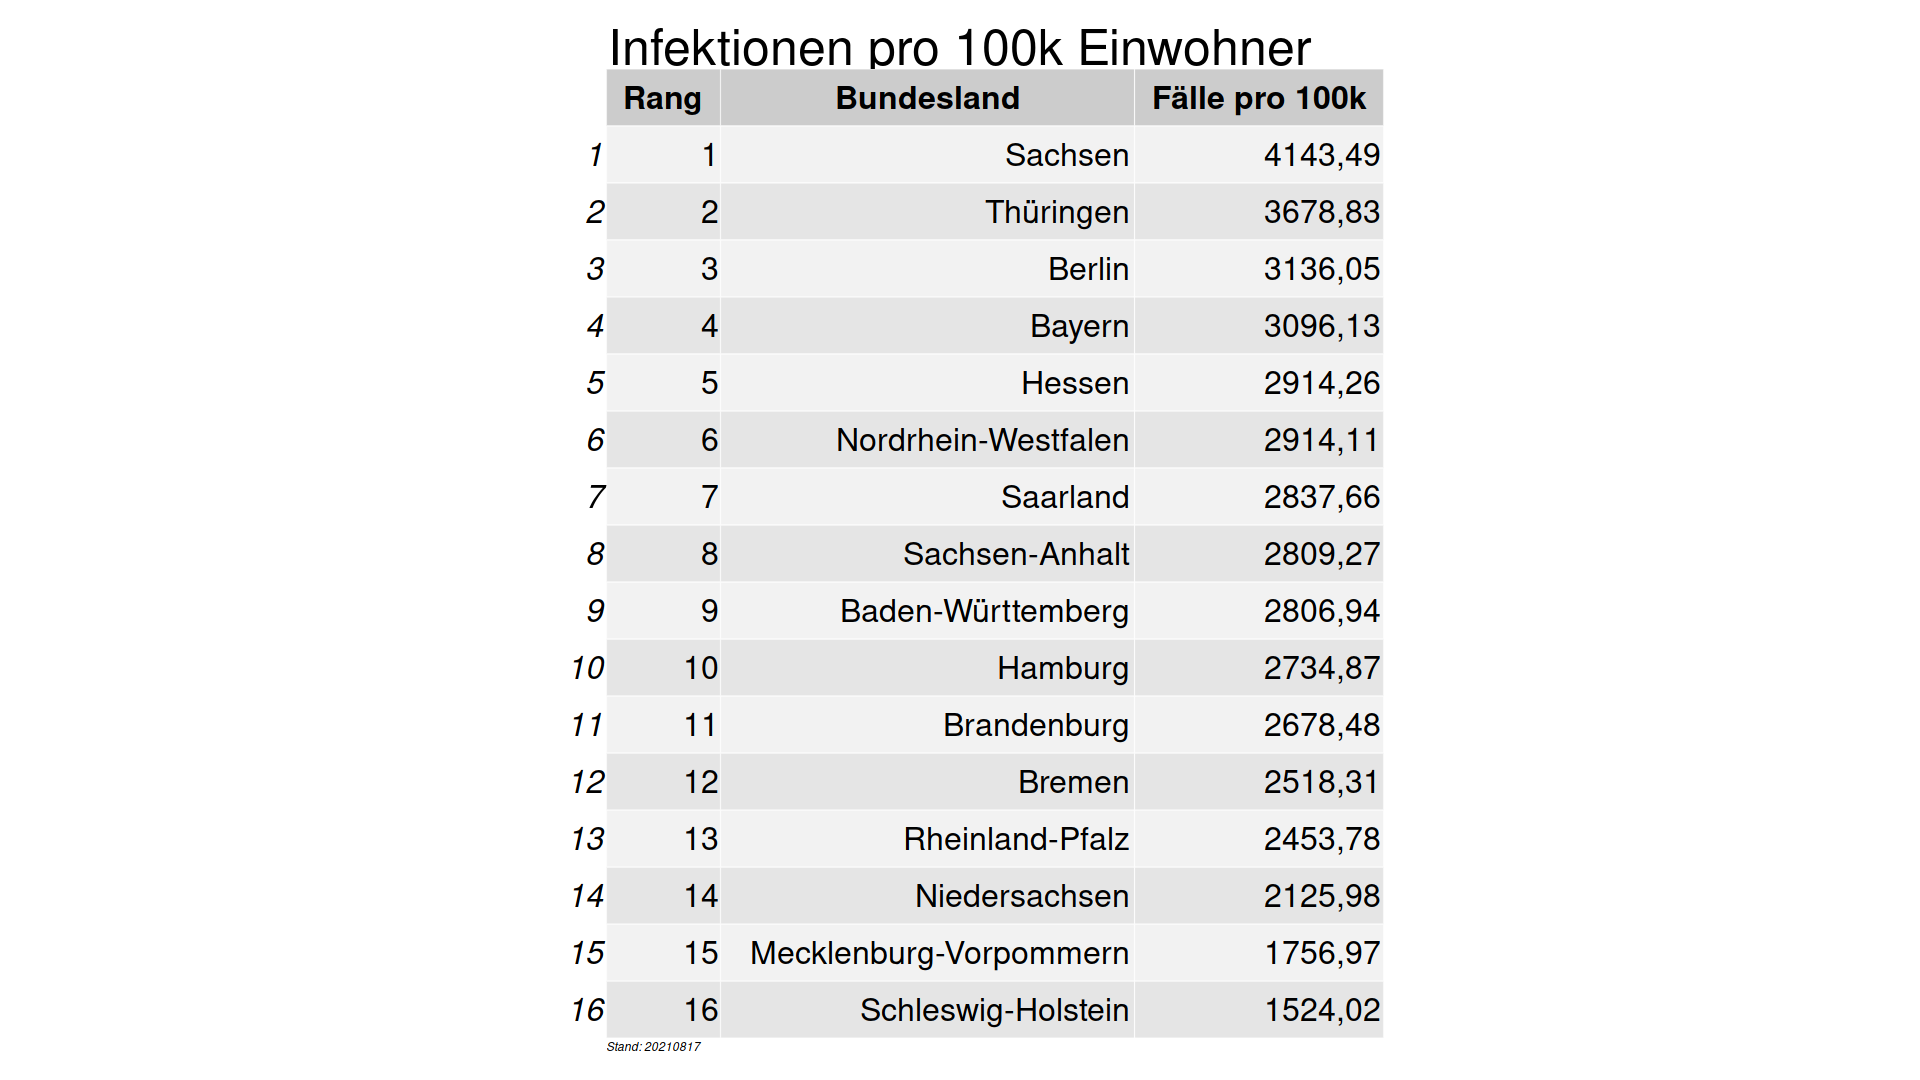 Infektionen pro 100k Einwohner
Rang Bundesland Fälle pro 100k
1 1 Sachsen 4143,49
2 2 Thüringen 3678,83
3 3 Berlin 3136,05
4 4 Bayern 3096,13
5 5 Hessen 2914,26
6 6 Nordrhein-Westfalen 2914,11
7 7 Saarland 2837,66
8 8 Sachsen-Anhalt 2809,27
9 9 Baden-Württemberg 2806,94
10 10 Hamburg 2734,87
11 11 Brandenburg 2678,48
12 12 Bremen 2518,31
13 13 Rheinland-Pfalz 2453,78
14 14 Niedersachsen 2125,98
15 15 Mecklenburg-Vorpommern 1756,97
16 16 Schleswig-Holstein 1524,02
Stand: 20210817